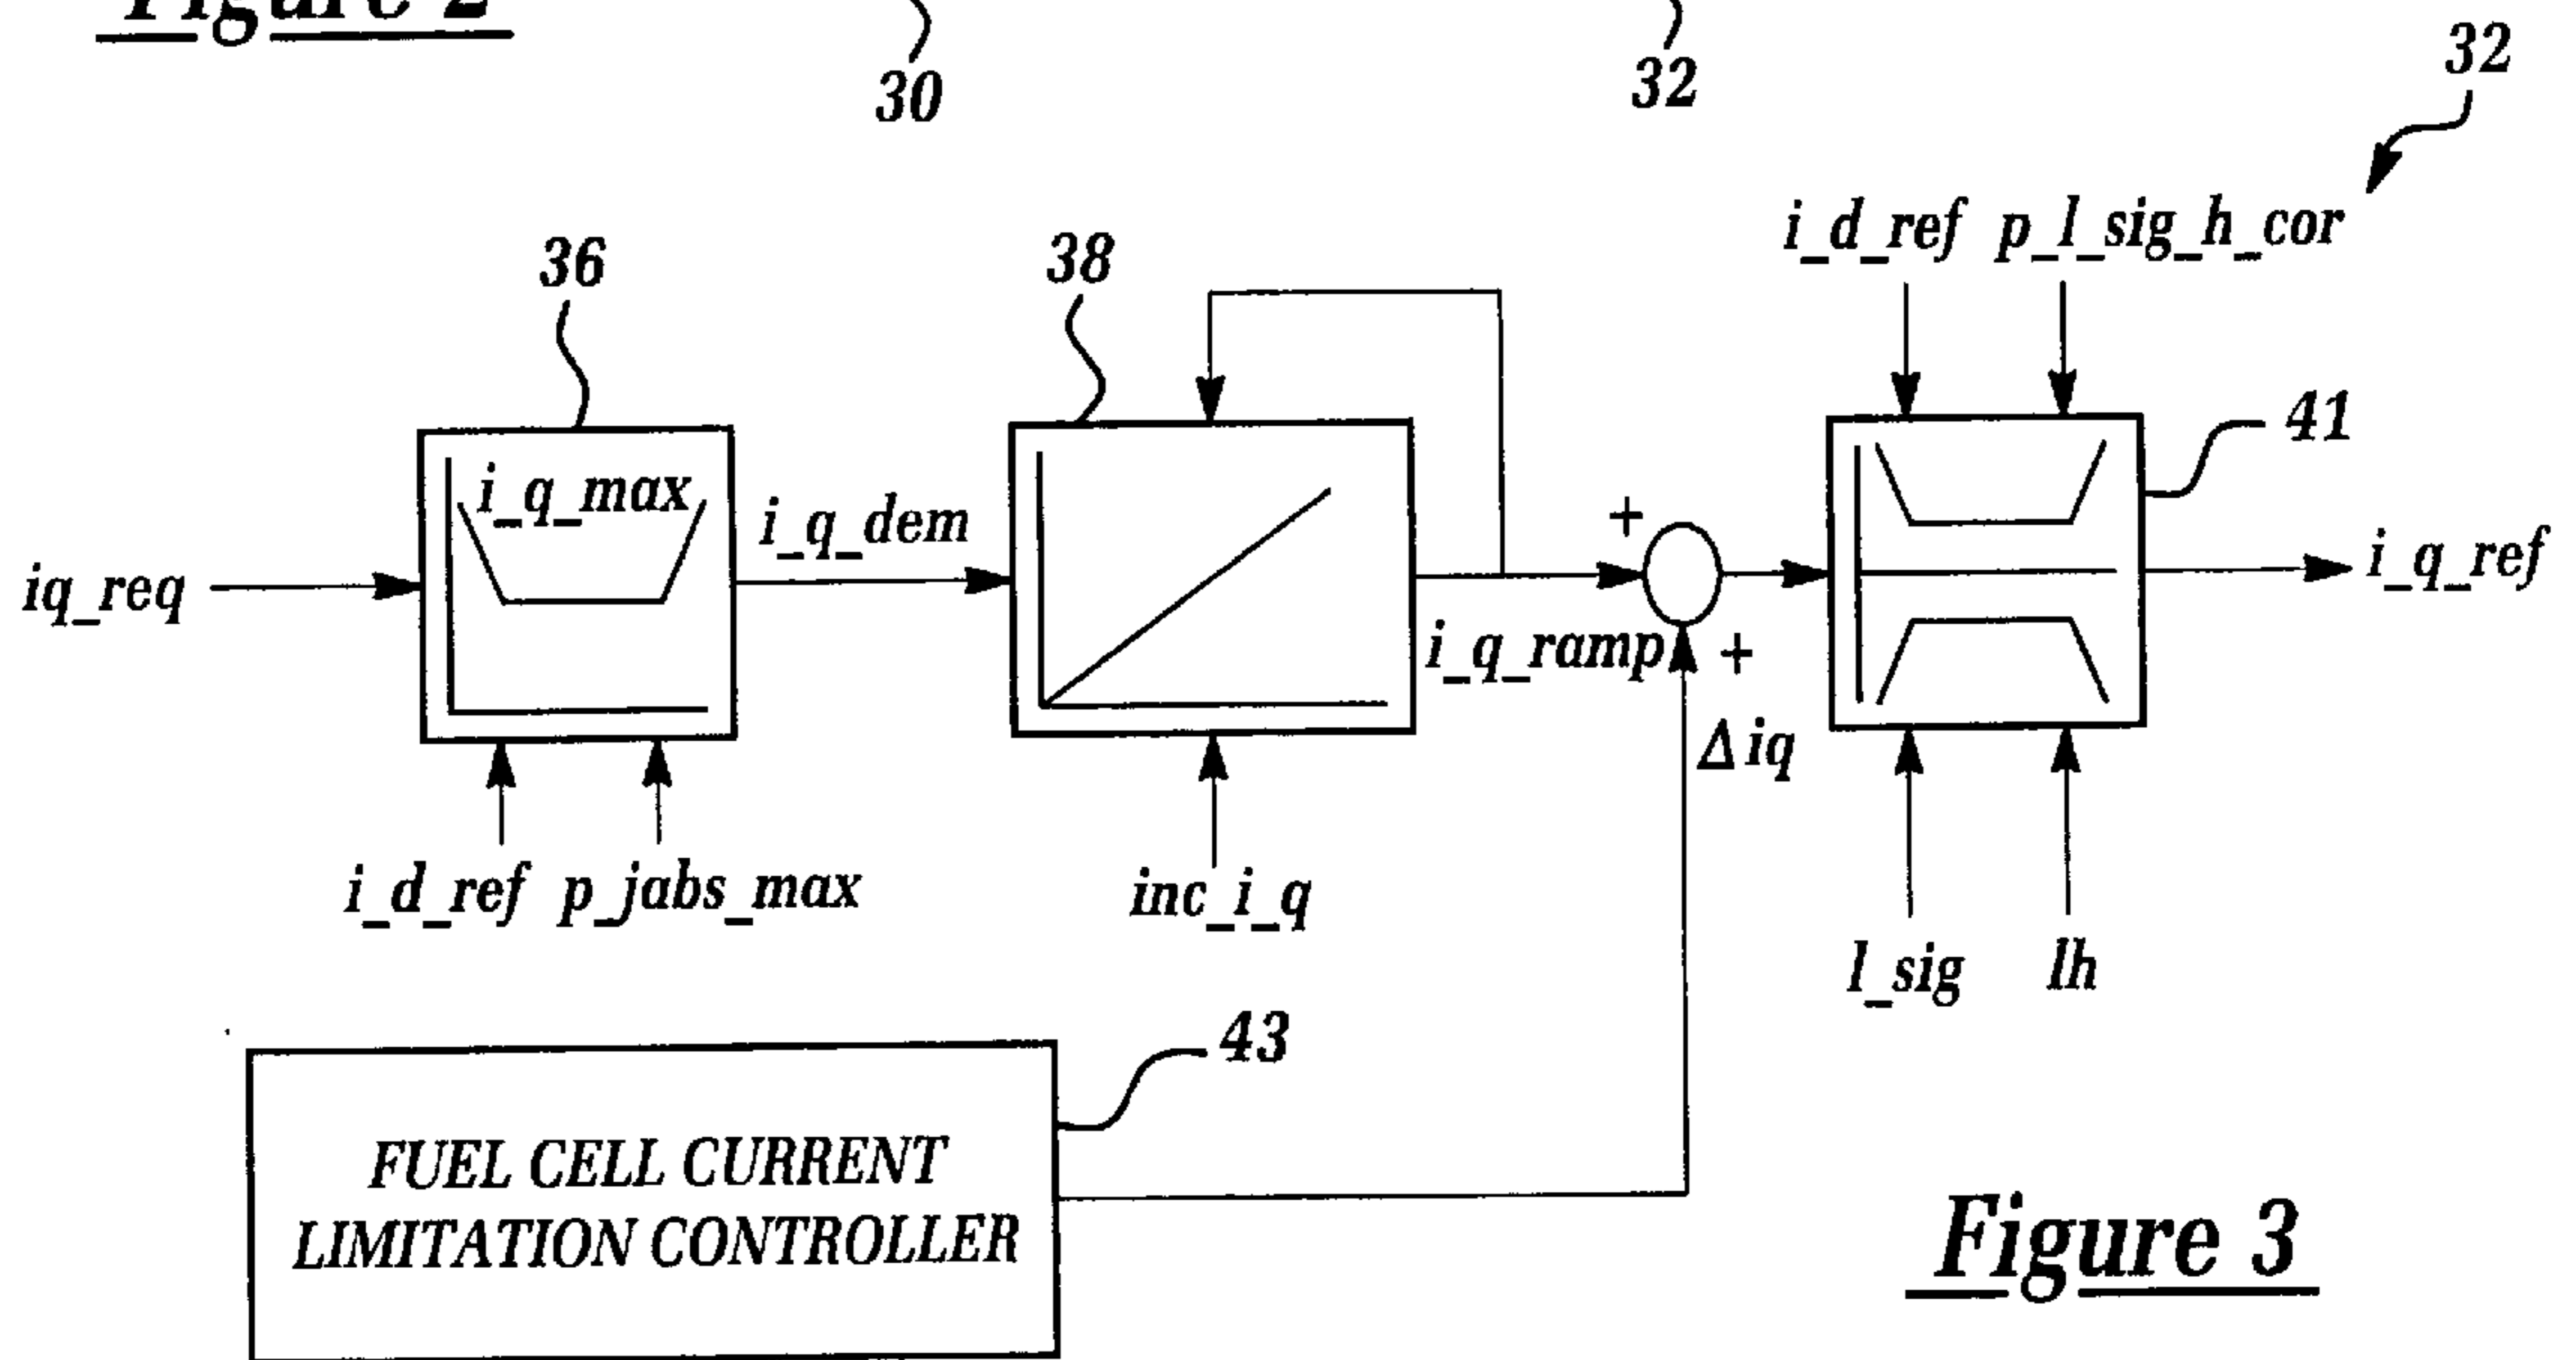 Figure 2
30
32
32
i_d_ref p_l_sig_h_cor
36
38
41
i_q_max
i_q_dem
+
iq_req
i_q_ref
i_q_ramp
+
Δiq
i_d_ref p_jabs_max
inc_i_q
l_sig
lh
43
FUEL CELL CURRENT
LIMITATION CONTROLLER
Figure 3